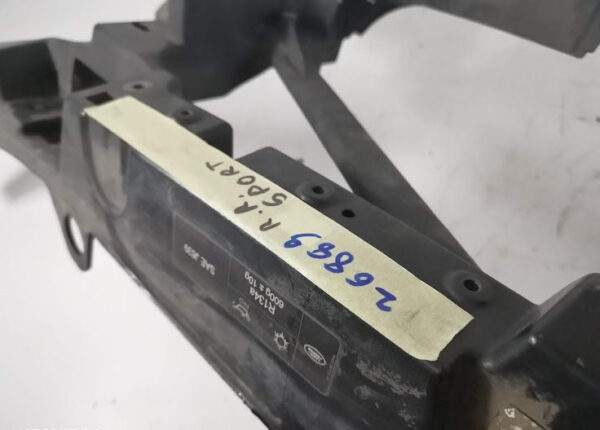 R.R. SPORT
26889
R134a
600g ± 10g
SAE J639